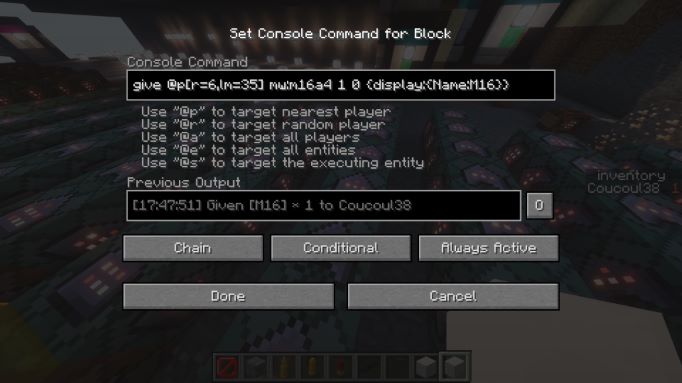 Set Console Command for Block
Console Command
give @p[r=6,lm=35] mw:m16a4 1 0 {display:{Name:M16}}
Use "@p" to target nearest player
Use "@r" to target random player
Use "@a" to target all players
Use "@e" to target all entities
Use "@s" to target the executing entity
inventory
Coucoul38 1
Previous Output
[17:47:51] Given [M16] * 1 to Coucoul38
O
Chain
Conditional
Always Active
Done
Cancel